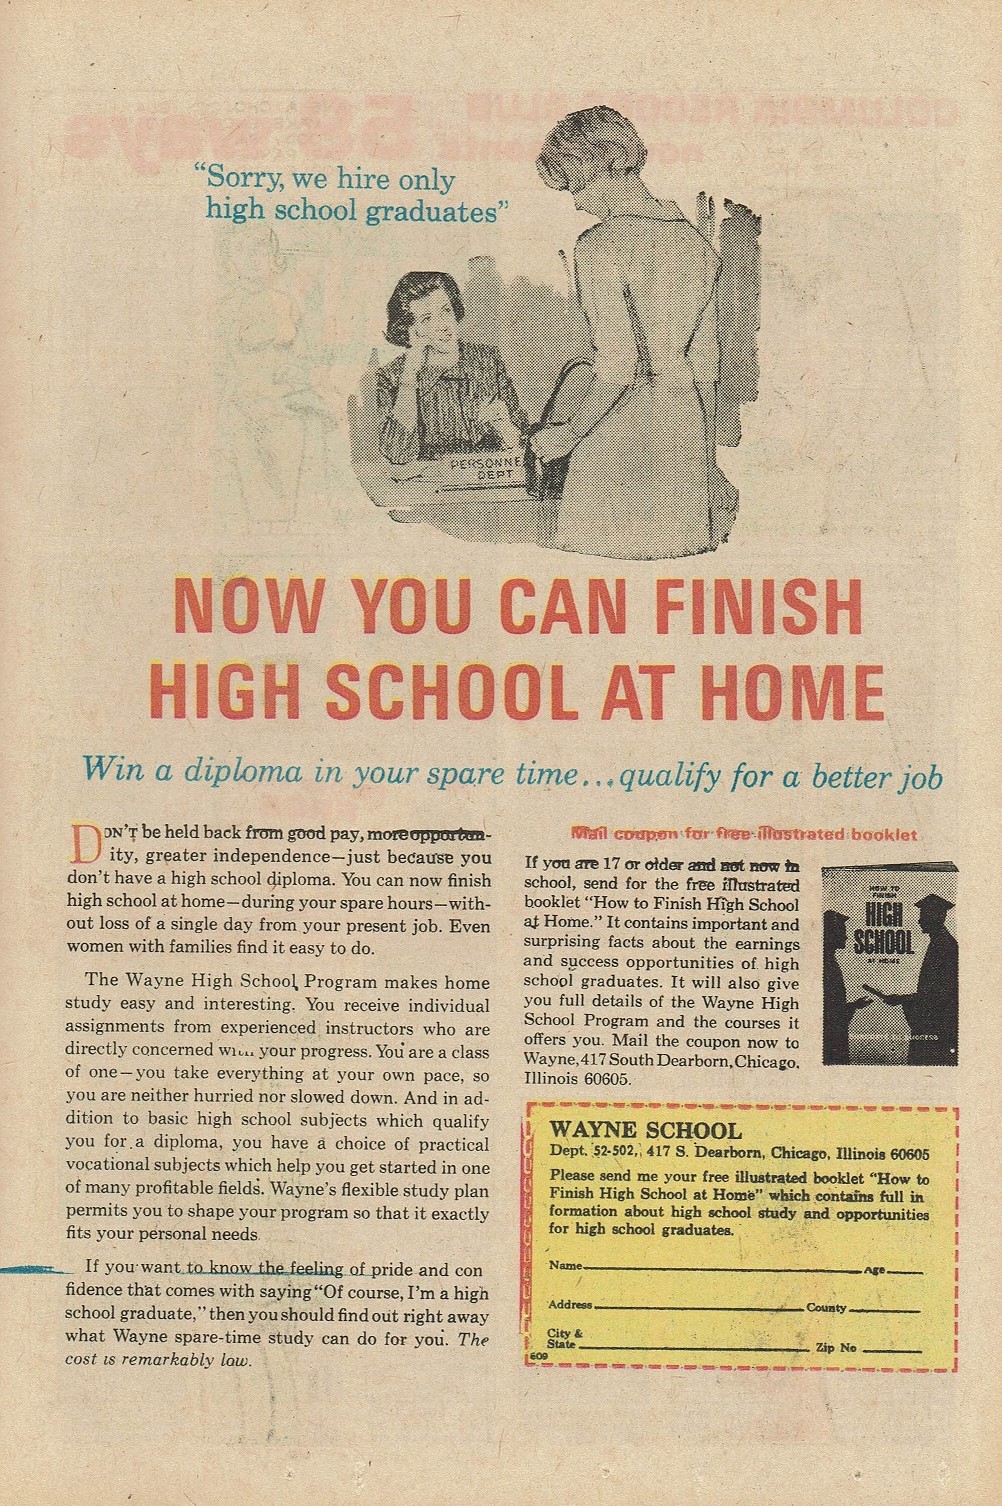 “Sorry, we hire only
high school graduates”
PERSONNE
DEPT
NOW YOU CAN FINISH
HIGH SCHOOL AT HOME
Win a diploma in your spare time...qualify for a better job
DON’T be held back from good pay, more opportun-
ity, greater independence—just because you
don’t have a high school diploma. You can now finish
high school at home—during your spare hours—with-
out loss of a single day from your present job. Even
women with families find it easy to do.
The Wayne High School Program makes home
study easy and interesting. You receive individual
assignments from experienced instructors who are
directly concerned with your progress. You are a class
of one—you take everything at your own pace, so
you are neither hurried nor slowed down. And in ad-
dition to basic high school subjects which qualify
you for a diploma, you have a choice of practical
vocational subjects which help you get started in one
of many profitable fields. Wayne’s flexible study plan
permits you to shape your program so that it exactly
fits your personal needs
If you want to know the feeling of pride and con
fidence that comes with saying “Of course, I’m a high
school graduate,” then you should find out right away
what Wayne spare-time study can do for you. The
cost is remarkably low.
Mail coupon for free illustrated booklet
If you are 17 or older and not now in
school, send for the free illustrated
booklet “How to Finish High School
at Home.” It contains important and
surprising facts about the earnings
and success opportunities of high
school graduates. It will also give
you full details of the Wayne High
School Program and the courses it
offers you. Mail the coupon now to
Wayne, 417 South Dearborn, Chicago,
Illinois 60605.
HOW TO
FINISH
HIGH
SCHOOL
AT HOME
SUCCESS
WAYNE SCHOOL
Dept. 52-502, 417 S. Dearborn, Chicago, Illinois 60605
Please send me your free illustrated booklet “How to
Finish High School at Home” which contains full in
formation about high school study and opportunities
for high school graduates.
Name Age
Address County
City &
State Zip No
609